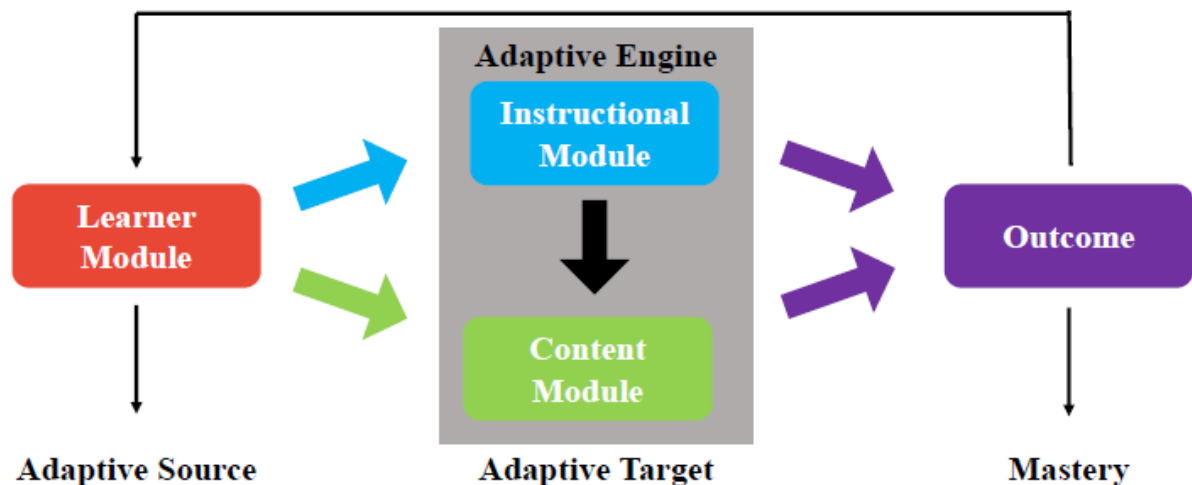 Adaptive Engine
Instructional
Module
Learner
Module
Outcome
Content
Module
Adaptive Source
Adaptive Target
Mastery